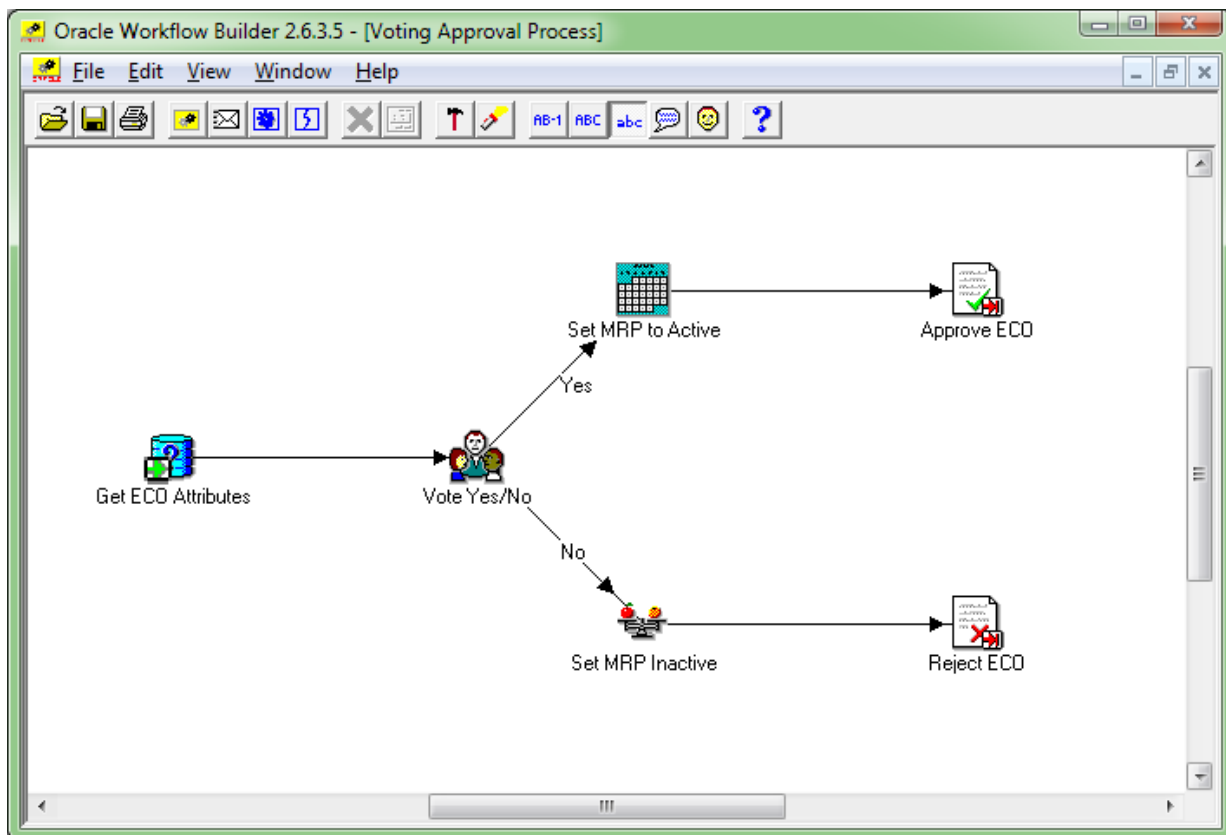 Oracle Workflow Builder 2.6.3.5 - [Voting Approval Process]
File Edit View Window Help
AB-1 ABC abc
Set MRP to Active
Approve ECO
Yes
Get ECO Attributes
Vote Yes/No
No
Set MRP Inactive
Reject ECO